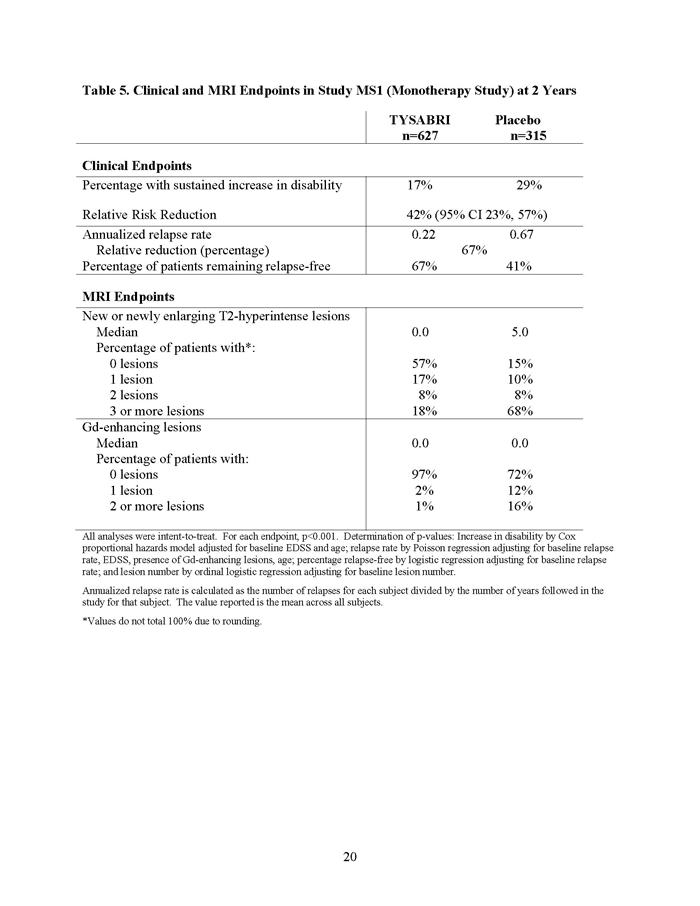 Table 5. Clinical and MRI Endpoints in Study MS1 (Monotherapy Study) at 2 Years
TYSABRI Placebo
n=627 n=315
Clinical Endpoints
Percentage with sustained increase in disability 17% 29%
Relative Risk Reduction 42% (95% CI 23%, 57%)
Annualized relapse rate 0.22 0.67
Relative reduction (percentage) 67%
Percentage of patients remaining relapse-free 67% 41%
MRI Endpoints
New or newly enlarging T2-hyperintense lesions
Median 0.0 5.0
Percentage of patients with*:
0 lesions 57% 15%
1 lesion 17% 10%
2 lesions 8% 8%
3 or more lesions 18% 68%
Gd-enhancing lesions
Median 0.0 0.0
Percentage of patients with:
0 lesions 97% 72%
1 lesion 2% 12%
2 or more lesions 1% 16%
All analyses were intent-to-treat. For each endpoint, p<0.001. Determination of p-values: Increase in disability by Cox
proportional hazards model adjusted for baseline EDSS and age; relapse rate by Poisson regression adjusting for baseline relapse
rate, EDSS, presence of Gd-enhancing lesions, age; percentage relapse-free by logistic regression adjusting for baseline relapse
rate; and lesion number by ordinal logistic regression adjusting for baseline lesion number.
Annualized relapse rate is calculated as the number of relapses for each subject divided by the number of years followed in the
study for that subject. The value reported is the mean across all subjects.
*Values do not total 100% due to rounding.
20